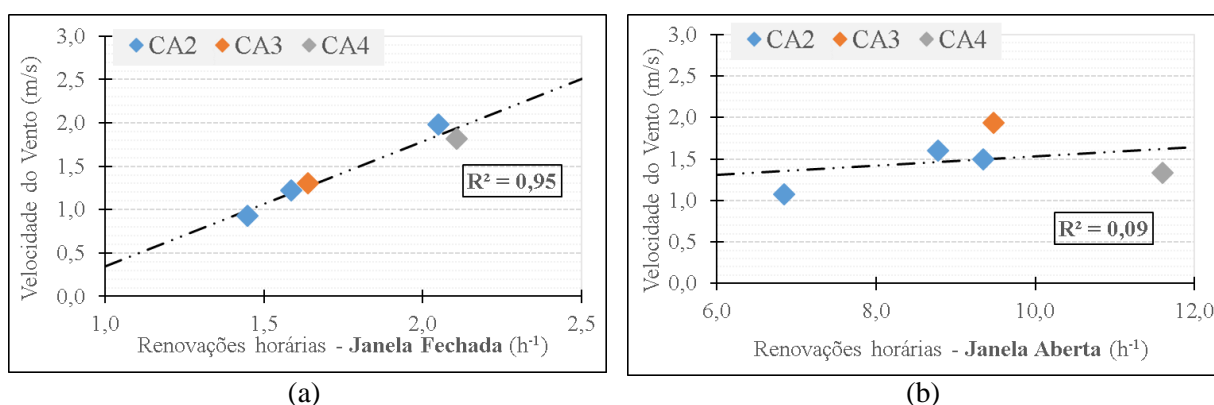 CA2 CA3 CA4
Velocidade do Vento (m/s)
3,0
2,5
2,0
1,5
1,0
0,5
0,0
R² = 0,95
1,0 1,5 2,0 2,5
Renovações horárias - Janela Fechada (h⁻¹)
(a)
CA2 CA3 CA4
Velocidade do Vento (m/s)
3,0
2,5
2,0
1,5
1,0
0,5
0,0
R² = 0,09
6,0 8,0 10,0 12,0
Renovações horárias - Janela Aberta (h⁻¹)
(b)